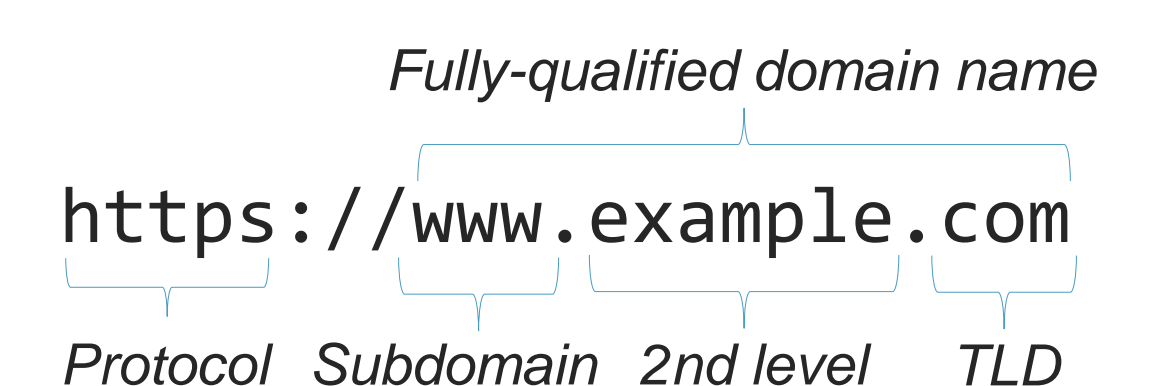 Fully-qualified domain name
https://www.example.com
Protocol Subdomain 2nd level TLD